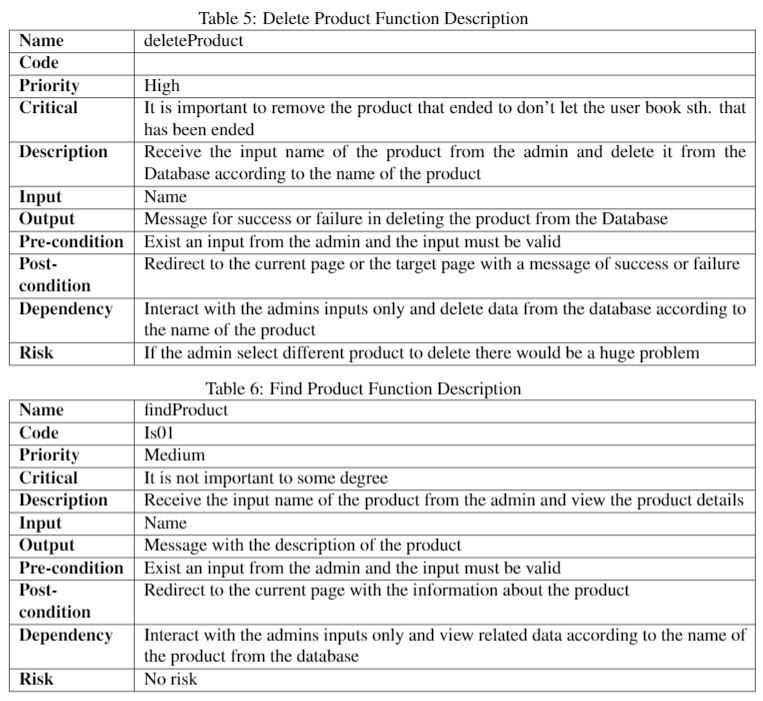 Table 5: Delete Product Function Description
Name deleteProduct
Code
Priority High
Critical It is important to remove the product that ended to don't let the user book sth. that
has been ended
Description Receive the input name of the product from the admin and delete it from the
Database according to the name of the product
Input Name
Output Message for success or failure in deleting the product from the Database
Pre-condition Exist an input from the admin and the input must be valid
Post- Redirect to the current page or the target page with a message of success or failure
condition
Dependency Interact with the admins inputs only and delete data from the database according to
the name of the product
Risk If the admin select different product to delete there would be a huge problem
Table 6: Find Product Function Description
Name findProduct
Code Is01
Priority Medium
Critical It is not important to some degree
Description Receive the input name of the product from the admin and view the product details
Input Name
Output Message with the description of the product
Pre-condition Exist an input from the admin and the input must be valid
Post- Redirect to the current page with the information about the product
condition
Dependency Interact with the admins inputs only and view related data according to the name of
the product from the database
Risk No risk